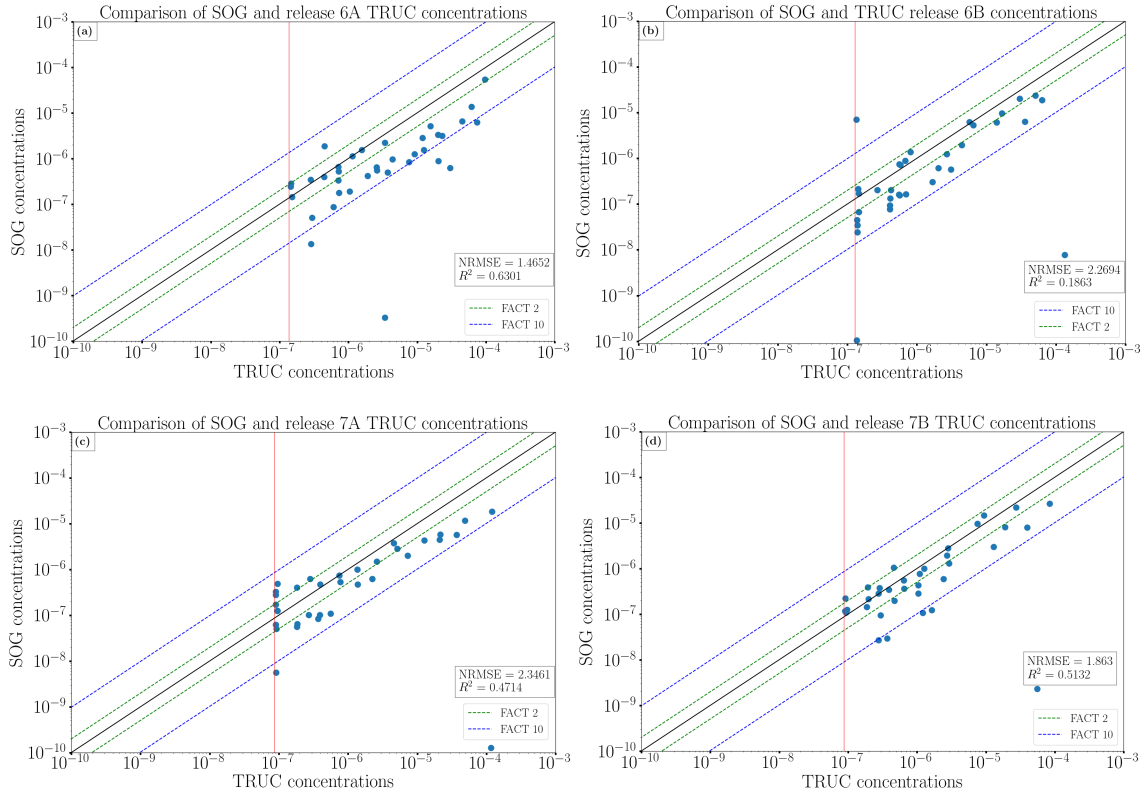 Comparison of SOG and release 6A TRUC concentrations
(a)
SOG concentrations
10⁻³
10⁻⁴
10⁻⁵
10⁻⁶
10⁻⁷
10⁻⁸
10⁻⁹
10⁻¹⁰
NRMSE = 1.4652
R² = 0.6301
FACT 2
FACT 10
10⁻¹⁰ 10⁻⁹ 10⁻⁸ 10⁻⁷ 10⁻⁶ 10⁻⁵ 10⁻⁴ 10⁻³
TRUC concentrations
Comparison of SOG and TRUC release 6B concentrations
(b)
SOG concentrations
10⁻³
10⁻⁴
10⁻⁵
10⁻⁶
10⁻⁷
10⁻⁸
10⁻⁹
10⁻¹⁰
NRMSE = 2.2694
R² = 0.1863
FACT 10
FACT 2
10⁻¹⁰ 10⁻⁹ 10⁻⁸ 10⁻⁷ 10⁻⁶ 10⁻⁵ 10⁻⁴ 10⁻³
TRUC concentrations
Comparison of SOG and release 7A TRUC concentrations
(c)
SOG concentrations
10⁻³
10⁻⁴
10⁻⁵
10⁻⁶
10⁻⁷
10⁻⁸
10⁻⁹
10⁻¹⁰
NRMSE = 2.3461
R² = 0.4714
FACT 2
FACT 10
10⁻¹⁰ 10⁻⁹ 10⁻⁸ 10⁻⁷ 10⁻⁶ 10⁻⁵ 10⁻⁴ 10⁻³
TRUC concentrations
Comparison of SOG and release 7B TRUC concentrations
(d)
SOG concentrations
10⁻³
10⁻⁴
10⁻⁵
10⁻⁶
10⁻⁷
10⁻⁸
10⁻⁹
10⁻¹⁰
NRMSE = 1.863
R² = 0.5132
FACT 2
FACT 10
10⁻¹⁰ 10⁻⁹ 10⁻⁸ 10⁻⁷ 10⁻⁶ 10⁻⁵ 10⁻⁴ 10⁻³
TRUC concentrations